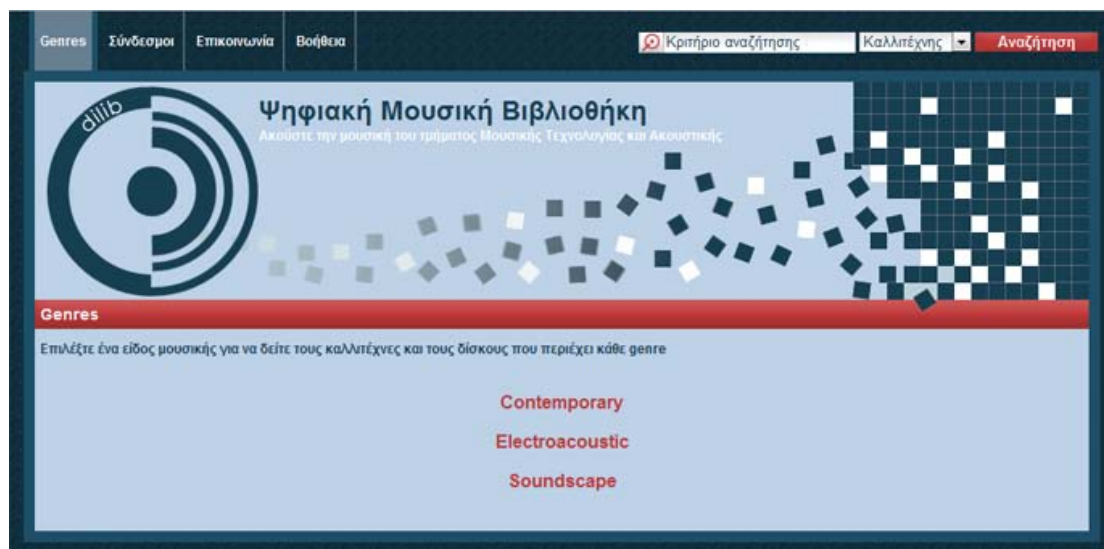 Genres Σύνδεσμοι Επικοινωνία Βοήθεια Κριτήριο αναζήτησης Καλλιτέχνης Αναζήτηση
dilib
Ψηφιακή Μουσική Βιβλιοθήκη
Ακούστε την μουσική του τμήματος Μουσικής Τεχνολογίας και Ακουστικής
Genres
Επιλέξτε ένα είδος μουσικής για να δείτε τους καλλιτέχνες και τους δίσκους που περιέχει κάθε genre
Contemporary
Electroacoustic
Soundscape